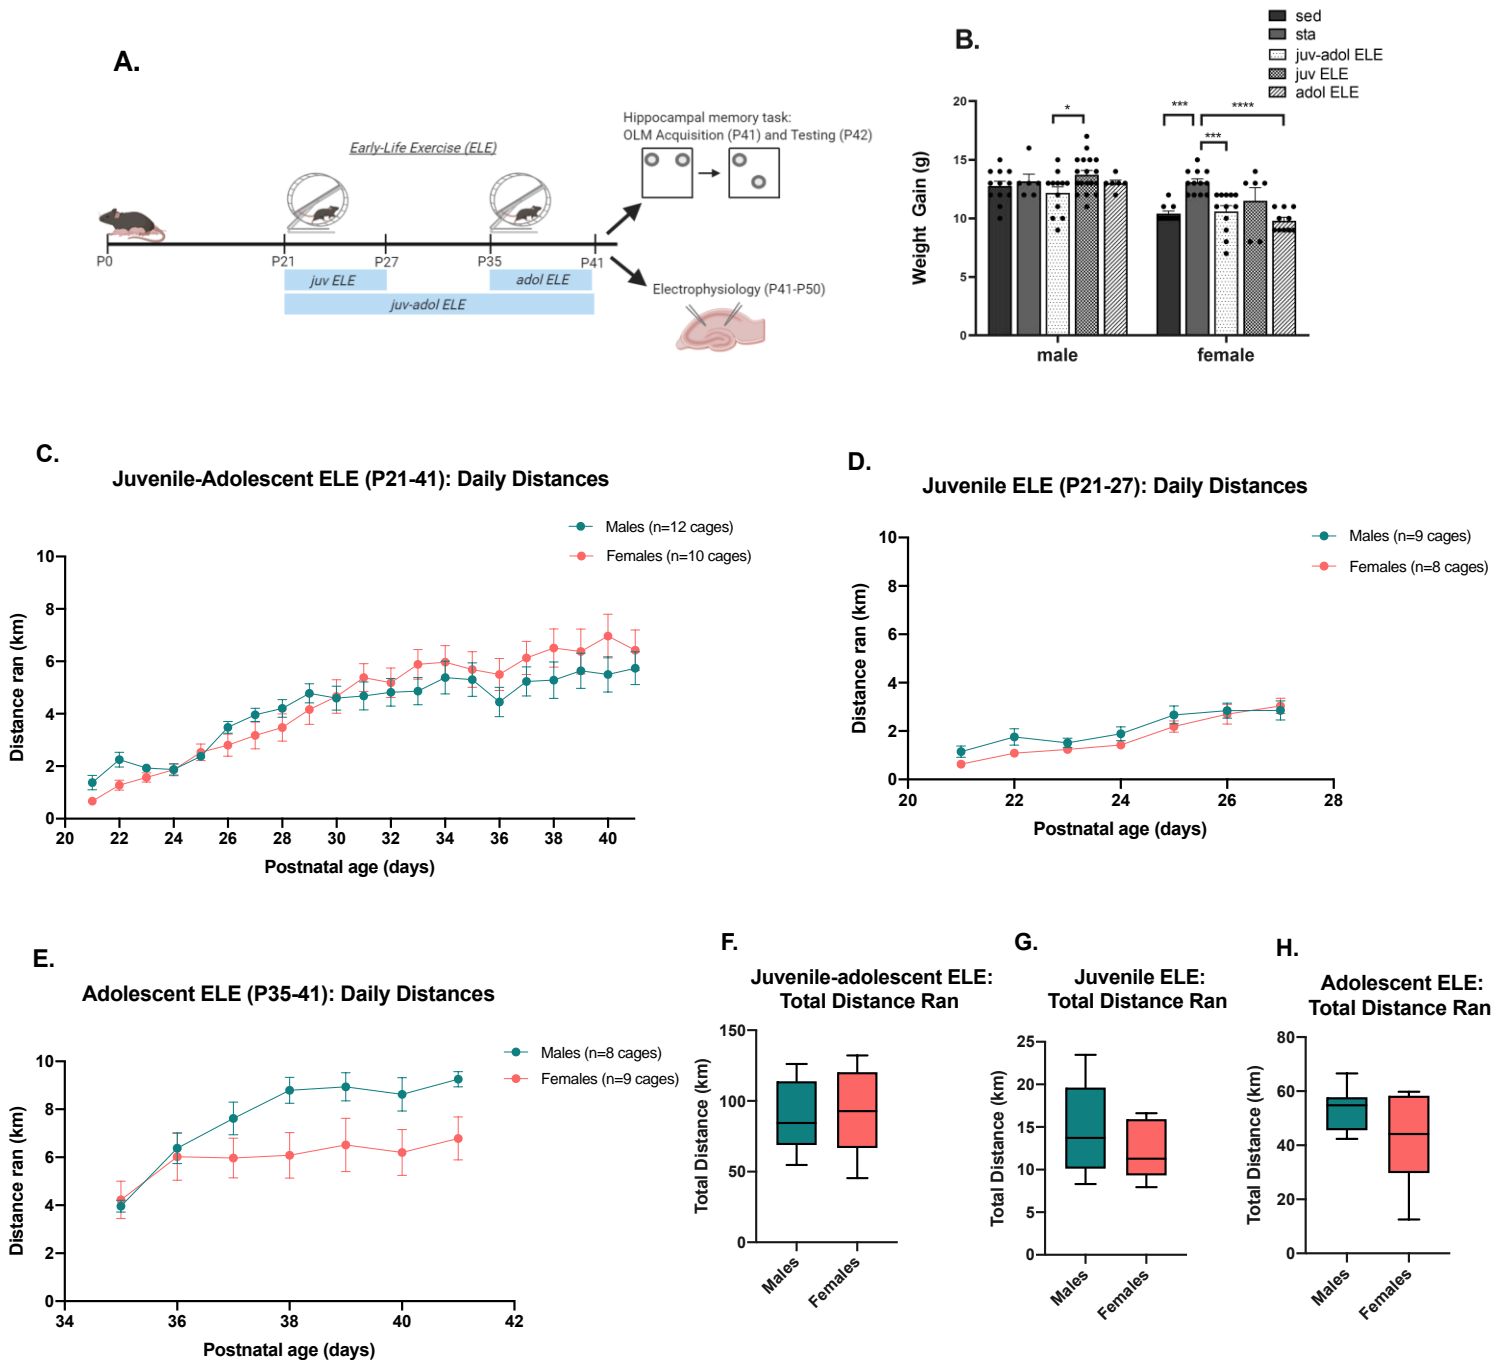 A.
Early-Life Exercise (ELE)
Hippocampal memory task:
OLM Acquisition (P41) and Testing (P42)
P0
P21
P27
P35
P41
juv ELE
adol ELE
juv-adol ELE
Electrophysiology (P41-P50)
B.
sed
sta
juv-adol ELE
juv ELE
adol ELE
Weight Gain (g)
20
15
10
5
0
*
***
***
****
male
female
C.
Juvenile-Adolescent ELE (P21-41): Daily Distances
Males (n=12 cages)
Females (n=10 cages)
Distance ran (km)
10
8
6
4
2
0
20 22 24 26 28 30 32 34 36 38 40
Postnatal age (days)
D.
Juvenile ELE (P21-27): Daily Distances
Males (n=9 cages)
Females (n=8 cages)
Distance ran (km)
10
8
6
4
2
0
20 22 24 26 28
Postnatal age (days)
E.
Adolescent ELE (P35-41): Daily Distances
Males (n=8 cages)
Females (n=9 cages)
Distance ran (km)
10
8
6
4
2
0
34 36 38 40 42
Postnatal age (days)
F.
Juvenile-adolescent ELE:
Total Distance Ran
Total Distance (km)
150
100
50
0
Males
Females
G.
Juvenile ELE:
Total Distance Ran
Total Distance (km)
25
20
15
10
5
0
Males
Females
H.
Adolescent ELE:
Total Distance Ran
Total Distance (km)
80
60
40
20
0
Males
Females